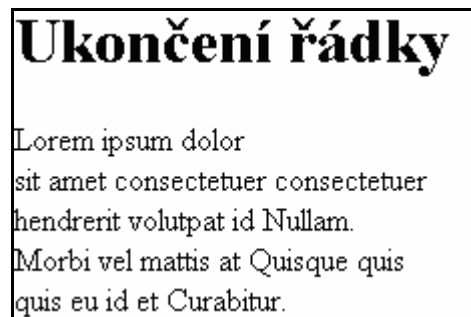 Ukončení řádky
Lorem ipsum dolor
sit amet consectetuer consectetuer
hendrerit volutpat id Nullam.
Morbi vel mattis at Quisque quis
quis eu id et Curabitur.